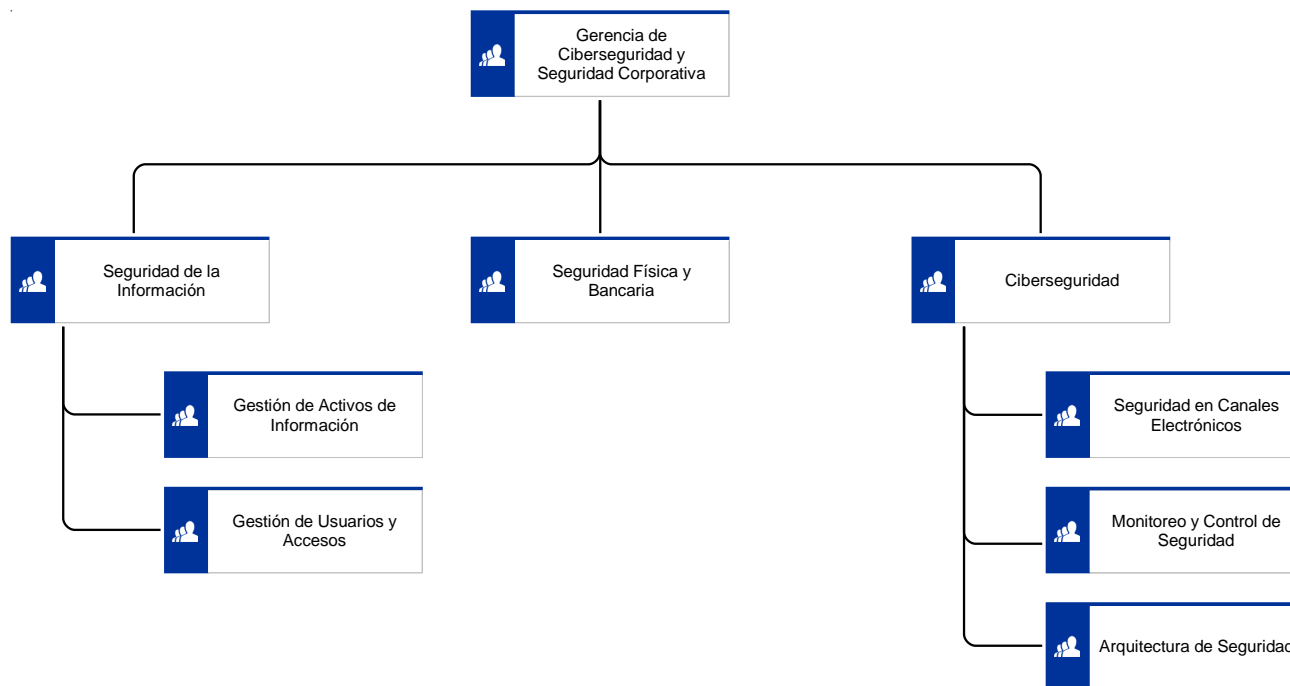 Gerencia de
Ciberseguridad y
Seguridad Corporativa
Seguridad de la
Información
Seguridad Física y
Bancaria
Ciberseguridad
Gestión de Activos de
Información
Seguridad en Canales
Electrónicos
Gestión de Usuarios y
Accesos
Monitoreo y Control de
Seguridad
Arquitectura de Seguridad